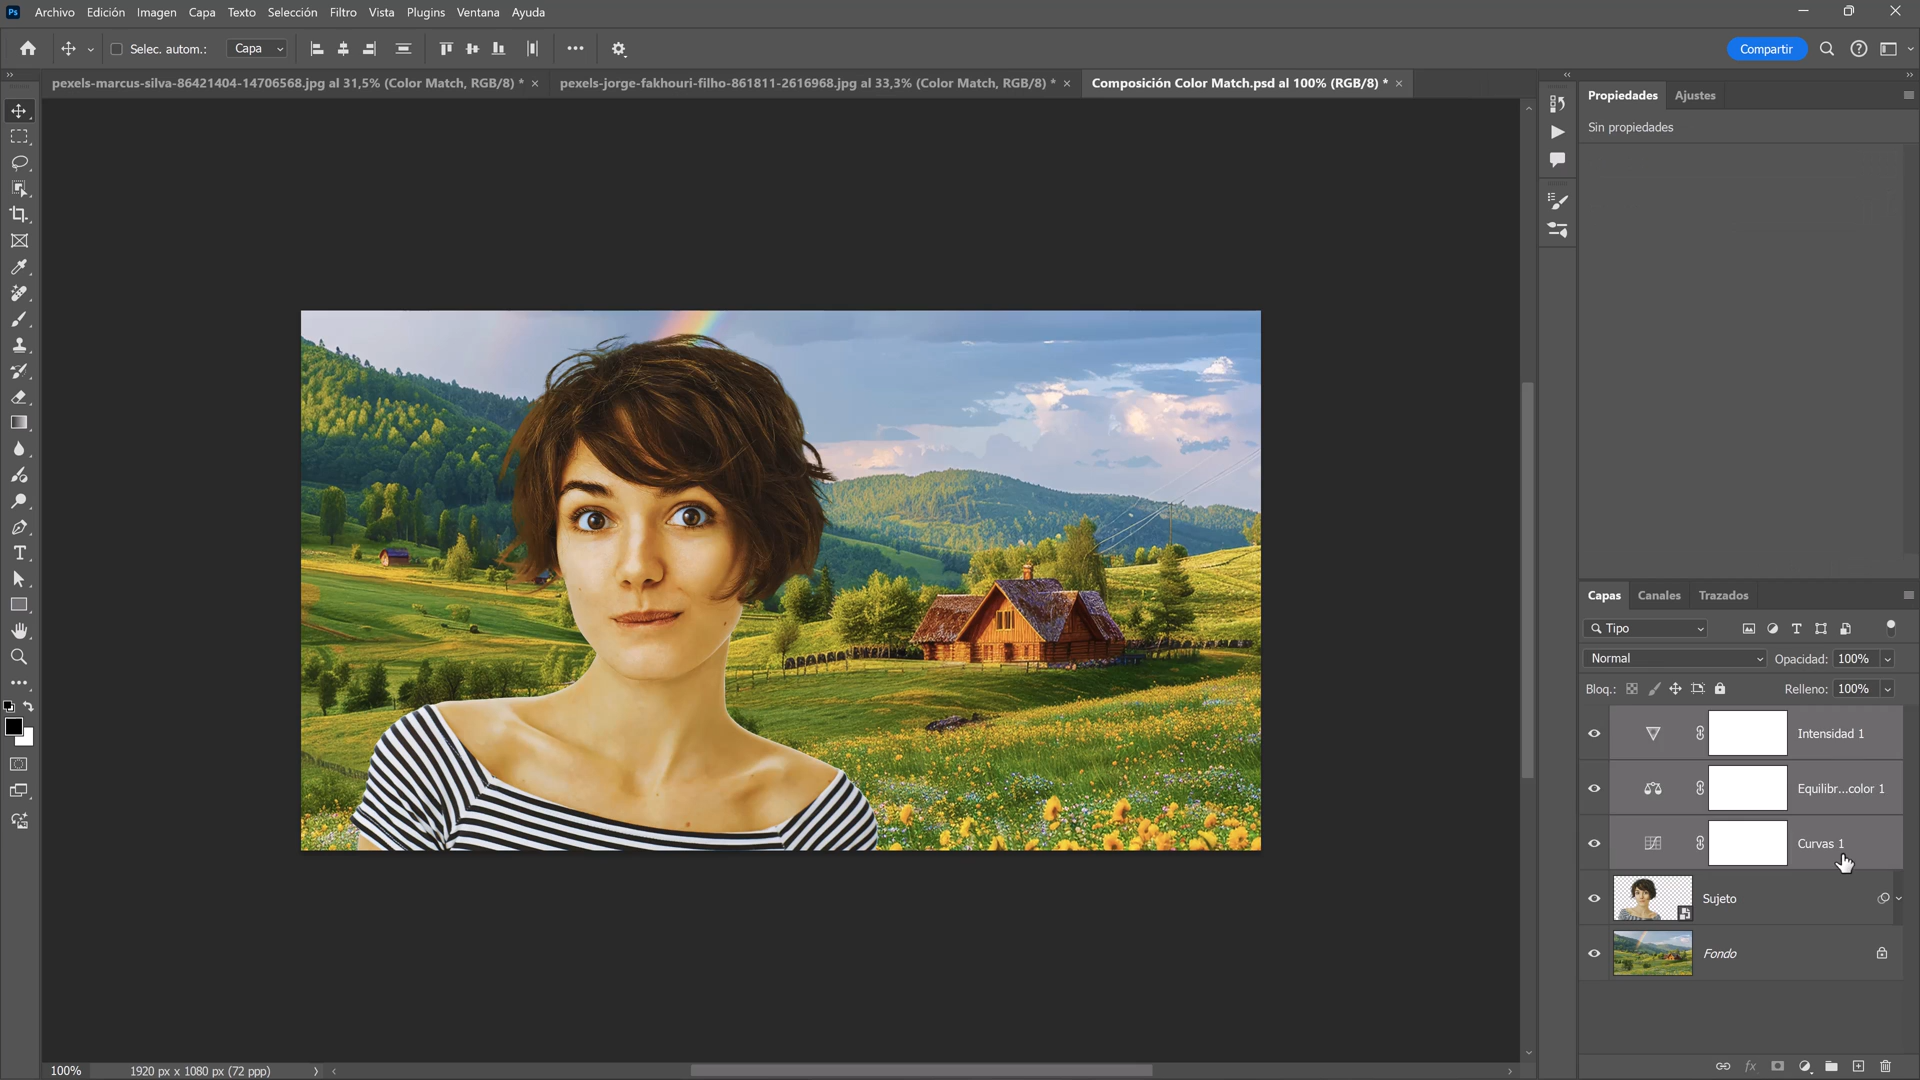 Ps Archivo Edición Imagen Capa Texto Selección Filtro Vista Plugins Ventana Ayuda
Selec. autom.: Capa Compartir
pexels-marcus-silva-86421404-14706568.jpg al 31,5% (Color Match, RGB/8) * pexels-jorge-fakhouri-filho-861811-2616968.jpg al 33,3% (Color Match, RGB/8) * Composición Color Match.psd al 100% (RGB/8) *
Propiedades Ajustes
Sin propiedades
Capas Canales Trazados
Tipo
Normal Opacidad: 100%
Bloq.: Relleno: 100%
Intensidad 1
Equilibr...color 1
Curvas 1
Sujeto
Fondo
fx
100% 1920 px x 1080 px (72 ppp)